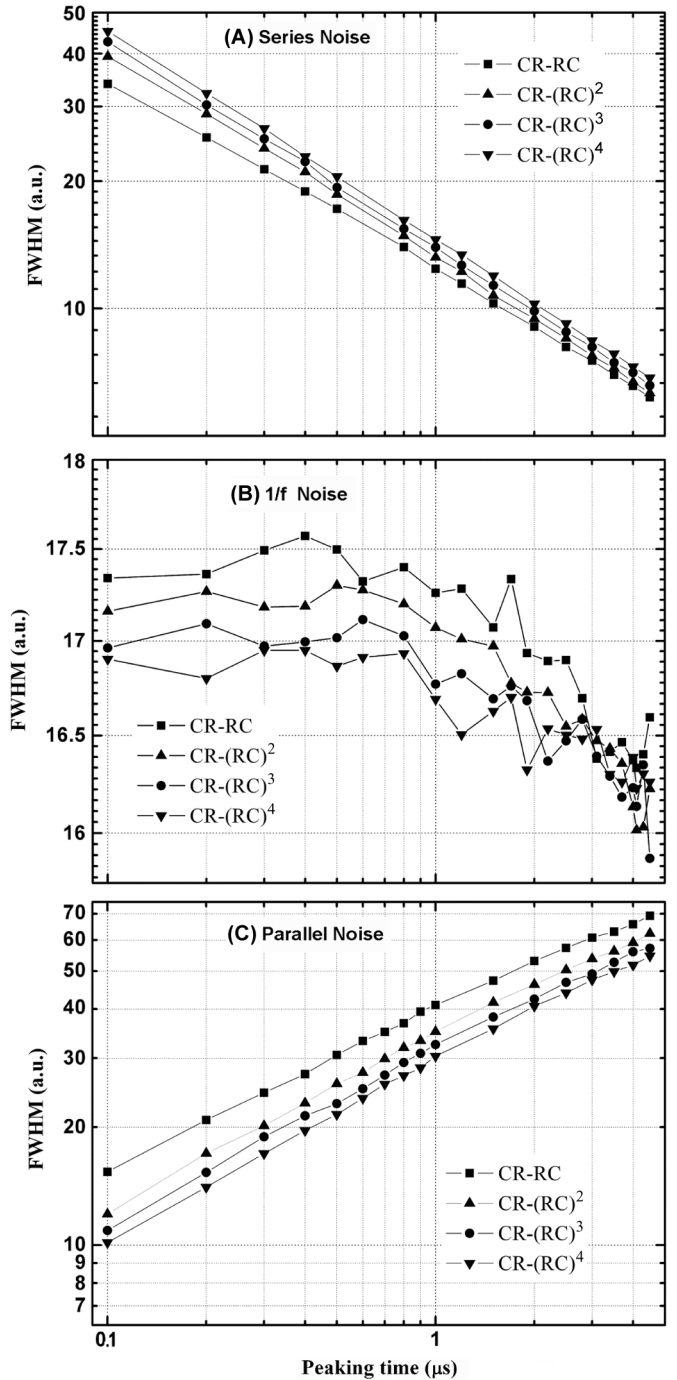 50
40
30
20
10
FWHM (a.u.)
(A) Series Noise
CR-RC
CR-(RC)²
CR-(RC)³
CR-(RC)⁴
18
17.5
17
16.5
16
FWHM (a.u.)
(B) 1/f Noise
CR-RC
CR-(RC)²
CR-(RC)³
CR-(RC)⁴
70
60
50
40
30
20
10
9
8
7
FWHM (a.u.)
(C) Parallel Noise
CR-RC
CR-(RC)²
CR-(RC)³
CR-(RC)⁴
0.1 1
Peaking time (μs)